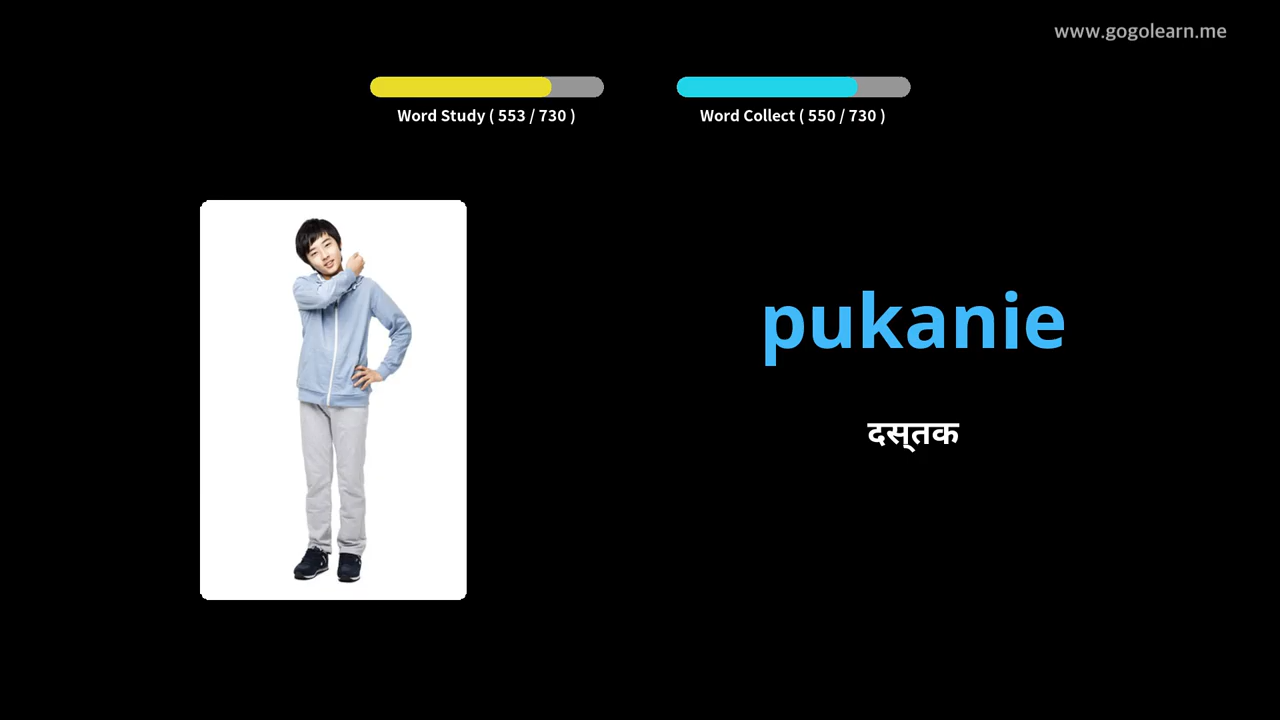 www.gogolearn.me
Word Study ( 553 / 730 )
Word Collect ( 550 / 730 )
pukanie
दस्तक